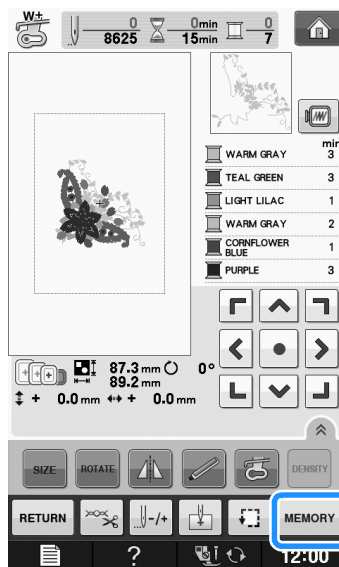 W+
0 0min 0
8625 15min 7
min
WARM GRAY 3
TEAL GREEN 3
LIGHT LILAC 1
WARM GRAY 2
CORNFLOWER
BLUE 1
PURPLE 3
87.3 mm 0°
89.2 mm
+ 0.0 mm + 0.0 mm
SIZE ROTATE DENSITY
RETURN -/+ MEMORY
? 12:00